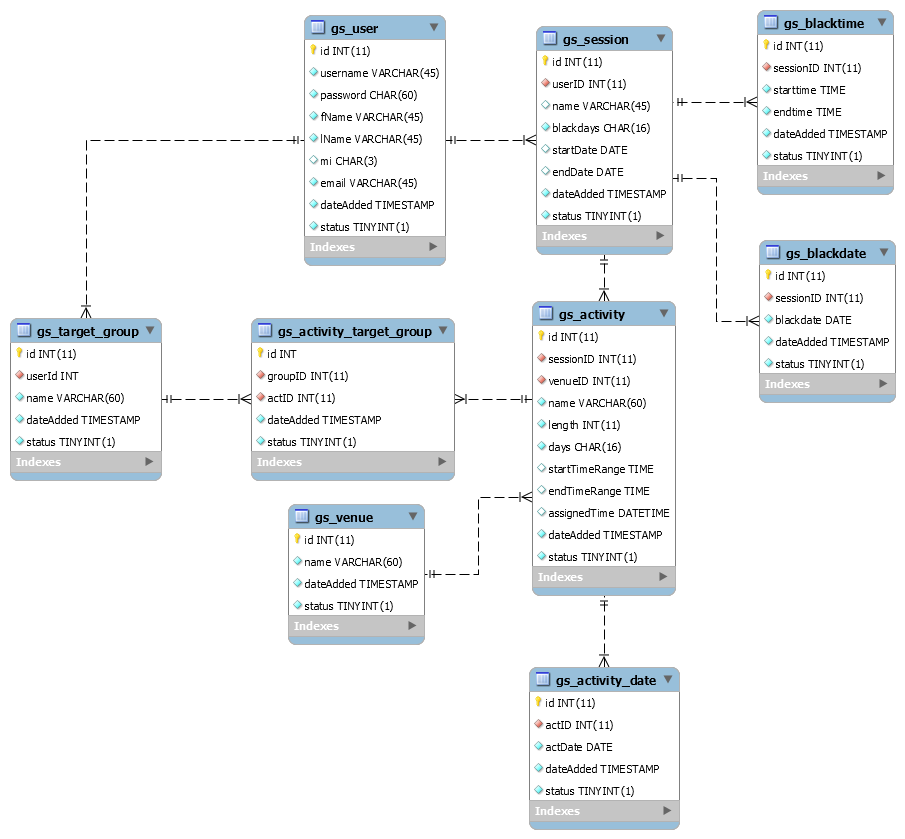 gs_user
id INT(11)
username VARCHAR(45)
password CHAR(60)
fName VARCHAR(45)
lName VARCHAR(45)
mi CHAR(3)
email VARCHAR(45)
dateAdded TIMESTAMP
status TINYINT(1)
Indexes
gs_session
id INT(11)
userID INT(11)
name VARCHAR(45)
blackdays CHAR(16)
startDate DATE
endDate DATE
dateAdded TIMESTAMP
status TINYINT(1)
Indexes
gs_blacktime
id INT(11)
sessionID INT(11)
starttime TIME
endtime TIME
dateAdded TIMESTAMP
status TINYINT(1)
Indexes
gs_blackdate
id INT(11)
sessionID INT(11)
blackdate DATE
dateAdded TIMESTAMP
status TINYINT(1)
Indexes
gs_target_group
id INT(11)
userId INT
name VARCHAR(60)
dateAdded TIMESTAMP
status TINYINT(1)
Indexes
gs_activity_target_group
id INT
groupID INT(11)
actID INT(11)
dateAdded TIMESTAMP
status TINYINT(1)
Indexes
gs_activity
id INT(11)
sessionID INT(11)
venueID INT(11)
name VARCHAR(60)
length INT(11)
days CHAR(16)
startTimeRange TIME
endTimeRange TIME
assignedTime DATETIME
dateAdded TIMESTAMP
status TINYINT(1)
Indexes
gs_venue
id INT(11)
name VARCHAR(60)
dateAdded TIMESTAMP
status TINYINT(1)
Indexes
gs_activity_date
id INT(11)
actID INT(11)
actDate DATE
dateAdded TIMESTAMP
status TINYINT(1)
Indexes